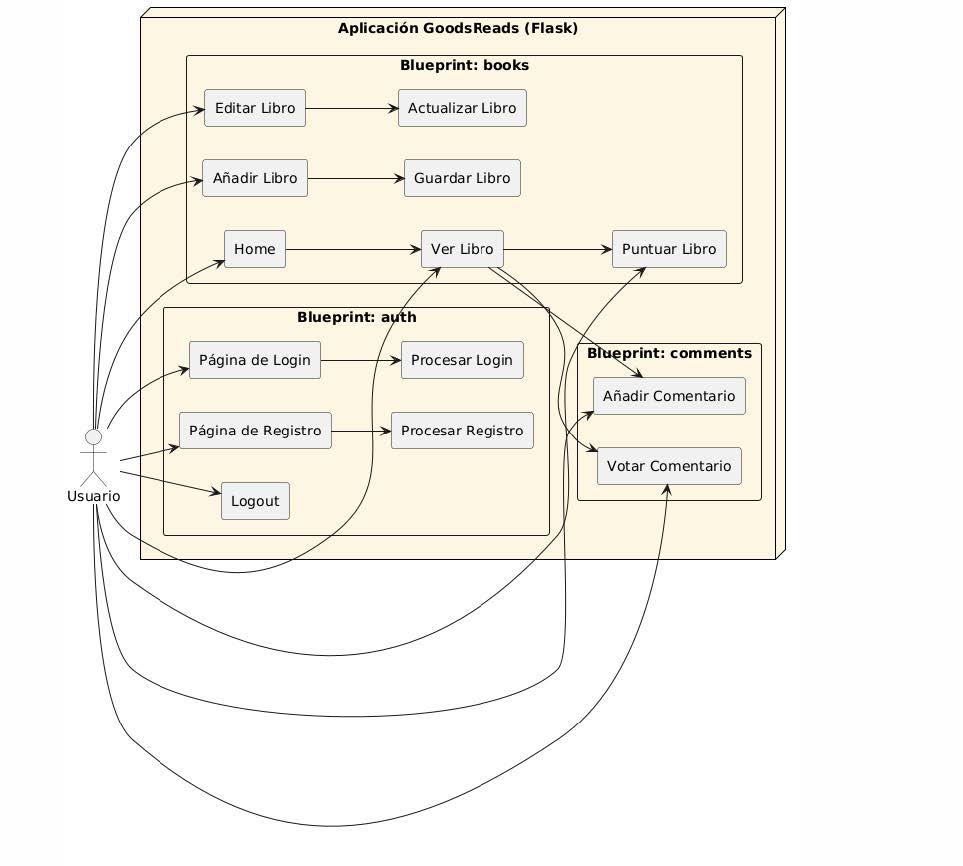 Aplicación GoodsReads (Flask)
Blueprint: books
Editar Libro
Actualizar Libro
Añadir Libro
Guardar Libro
Home
Ver Libro
Puntuar Libro
Blueprint: auth
Página de Login
Procesar Login
Página de Registro
Procesar Registro
Logout
Blueprint: comments
Añadir Comentario
Votar Comentario
Usuario